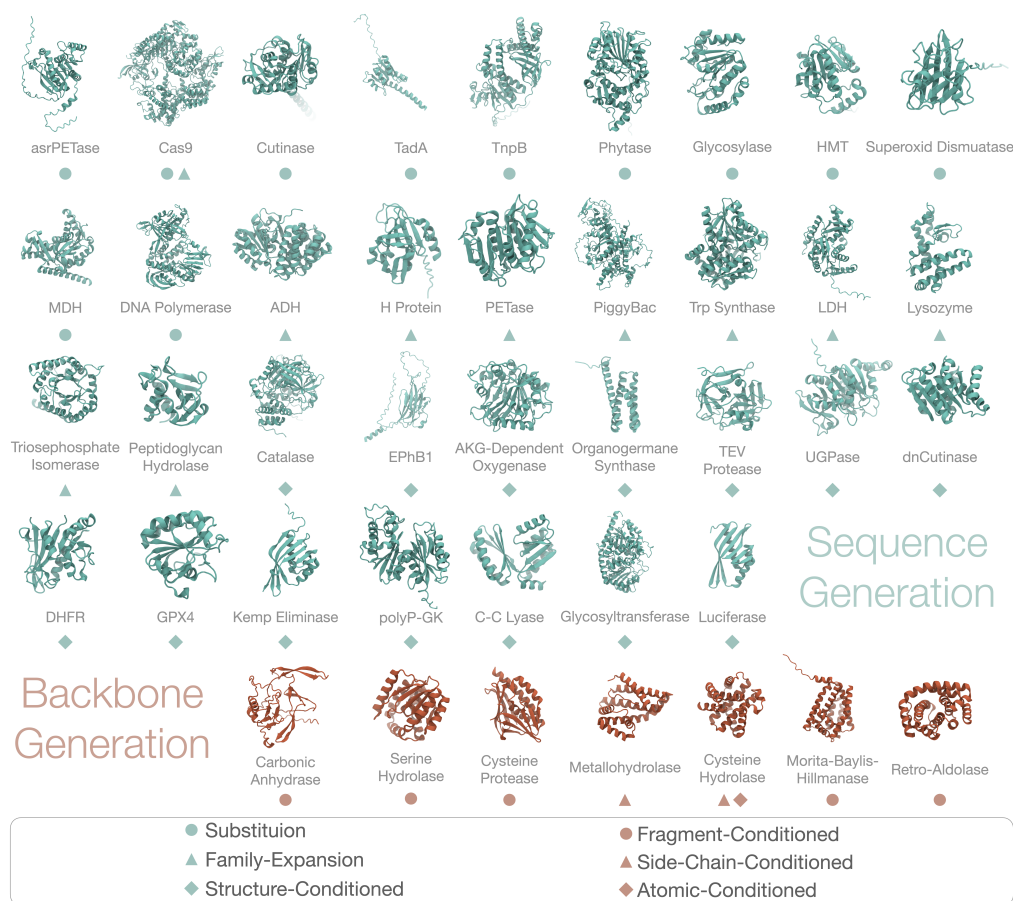 asrPETase
Cas9
Cutinase
TadA
TnpB
Phytase
Glycosylase
HMT
Superoxid Dismuatase
MDH
DNA Polymerase
ADH
H Protein
PETase
PiggyBac
Trp Synthase
LDH
Lysozyme
Triosephosphate
Isomerase
Peptidoglycan
Hydrolase
Catalase
EPhB1
AKG-Dependent
Oxygenase
Organogermane
Synthase
TEV
Protease
UGPase
dnCutinase
DHFR
GPX4
Kemp Eliminase
polyP-GK
C-C Lyase
Glycosyltransferase
Luciferase
Sequence
Generation
Backbone
Generation
Carbonic
Anhydrase
Serine
Hydrolase
Cysteine
Protease
Metallohydrolase
Cysteine
Hydrolase
Morita-Baylis-
Hillmanase
Retro-Aldolase
Substituion
Family-Expansion
Structure-Conditioned
Fragment-Conditioned
Side-Chain-Conditioned
Atomic-Conditioned